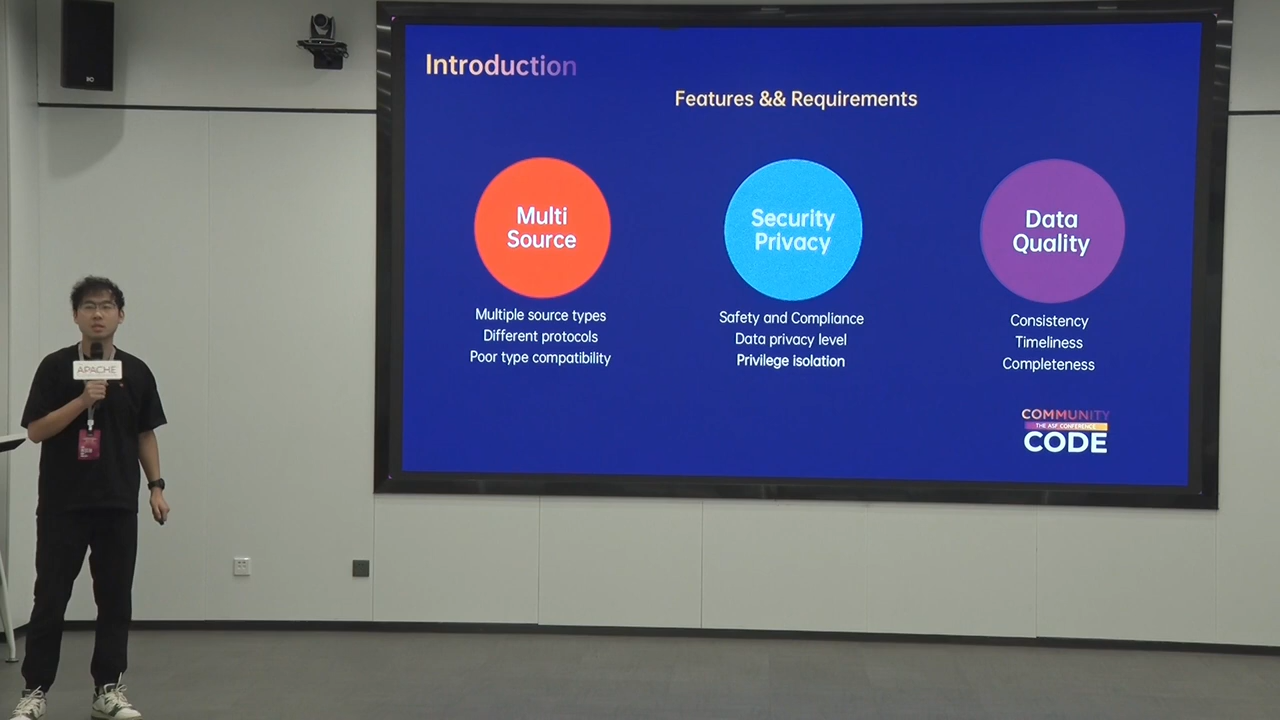 Introduction
Features && Requirements
Multi
Source
Multiple source types
Different protocols
Poor type compatibility
Security
Privacy
Safety and Compliance
Data privacy level
Privilege isolation
Data
Quality
Consistency
Timeliness
Completeness
COMMUNITY
THE ASF CONFERENCE
CODE
APACHE